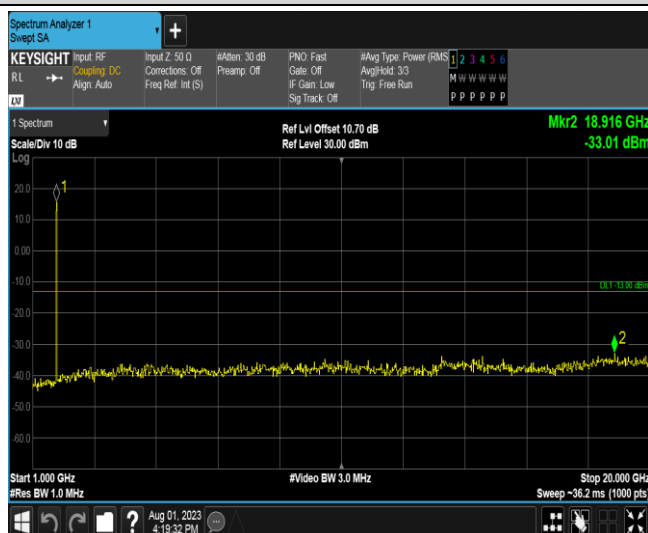 Spectrum Analyzer 1
Swept SA
+
KEYSIGHT
RL
LXI
Input: RF
Coupling: DC
Align: Auto
Input Z: 50 Ω
Corrections: Off
Freq Ref: Int (S)
#Atten: 30 dB
Preamp: Off
PNO: Fast
Gate: Off
IF Gain: Low
Sig Track: Off
#Avg Type: Power (RMS
Avg|Hold: 3/3
Trig: Free Run
1 2 3 4 5 6
M W W W W W
P P P P P P
1 Spectrum
Scale/Div 10 dB
Ref Lvl Offset 10.70 dB
Ref Level 30.00 dBm
Mkr2 18.916 GHz
-33.01 dBm
Log
1
20.0
10.0
0.00
-10.0
DL1 -13.00 dBm
-20.0
-30.0
2
-40.0
-50.0
-60.0
Start 1.000 GHz
#Video BW 3.0 MHz
Stop 20.000 GHz
#Res BW 1.0 MHz
Sweep ~36.2 ms (1000 pts)
?
Aug 01, 2023
4:19:32 PM